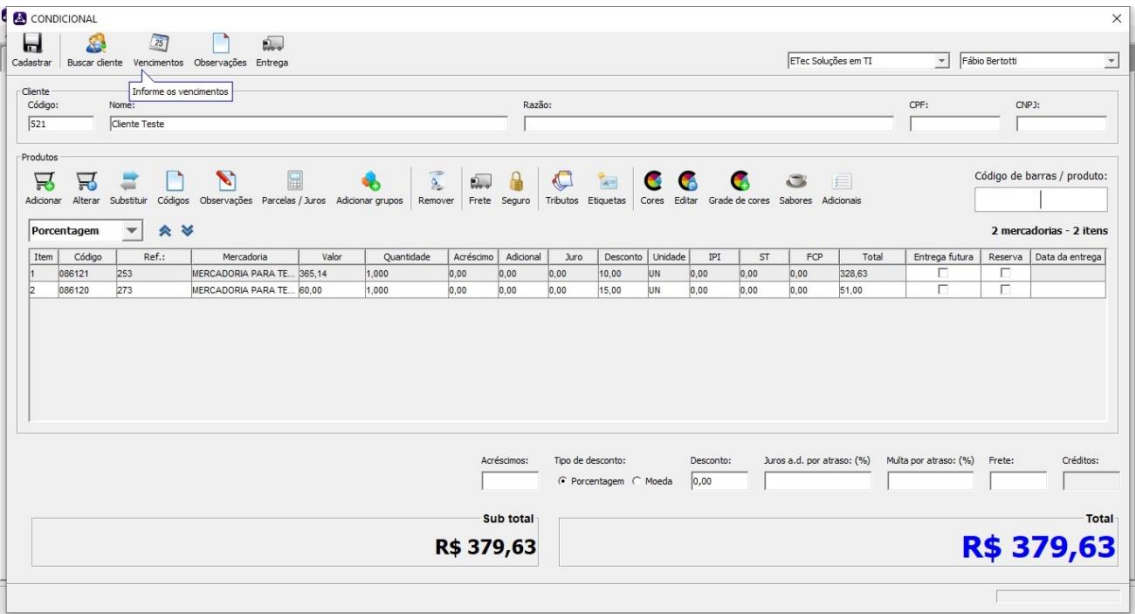 CONDICIONAL
Cadastrar Buscar cliente Vencimentos Observações Entrega
25
ETec Soluções em TI Fábio Bertotti
Informe os vencimentos
Cliente
Código: Nome: Razão: CPF: CNPJ:
521 Cliente Teste
Produtos
Código de barras / produto:
Adicionar Alterar Substituir Códigos Observações Parcelas / Juros Adicionar grupos Remover Frete Seguro Tributos Etiquetas Cores Editar Grade de cores Sabores Adicionais
Porcentagem 2 mercadorias - 2 itens
Item Código Ref.: Mercadoria Valor Quantidade Acréscimo Adicional Juro Desconto Unidade IPI ST FCP Total Entrega futura Reserva Data da entrega
1 086121 253 MERCADORIA PARA TE... 365,14 1,000 0,00 0,00 0,00 10,00 UN 0,00 0,00 0,00 328,63
2 086120 273 MERCADORIA PARA TE... 60,00 1,000 0,00 0,00 0,00 15,00 UN 0,00 0,00 0,00 51,00
Acréscimos: Tipo de desconto: Desconto: Juros a.d. por atraso: (%) Multa por atraso: (%) Frete: Créditos:
Porcentagem Moeda 0,00
Sub total Total
R$ 379,63 R$ 379,63